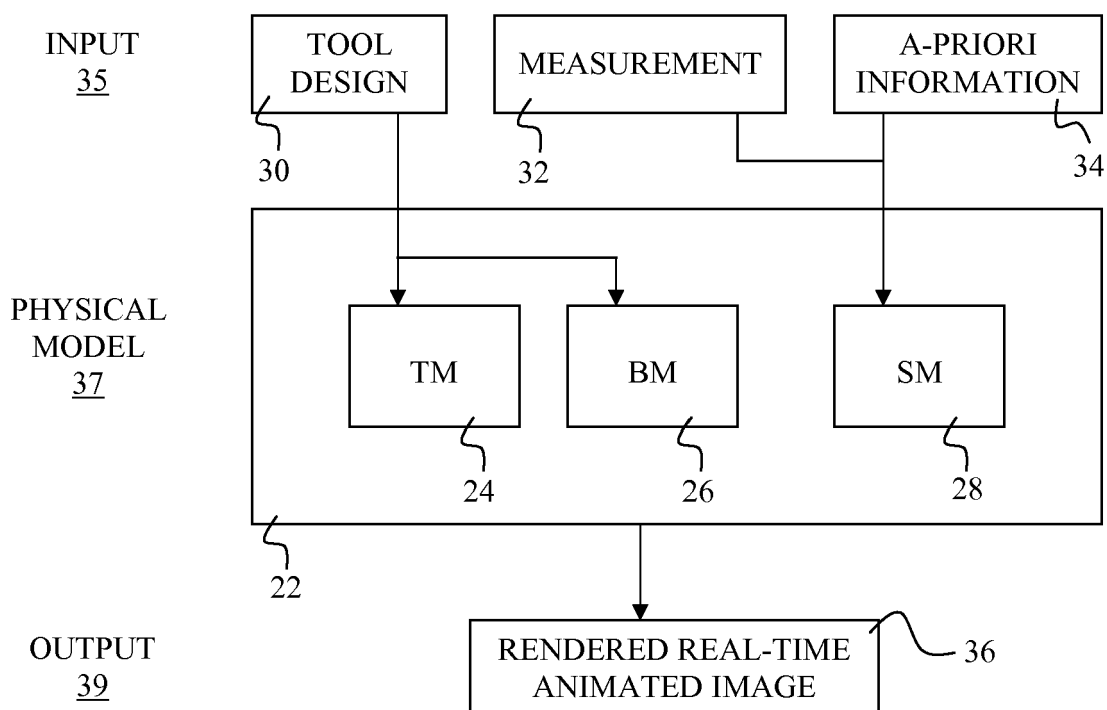 INPUT
35
TOOL
DESIGN
MEASUREMENT
A-PRIORI
INFORMATION
30
32
34
PHYSICAL
MODEL
37
TM
BM
SM
24
26
28
22
OUTPUT
39
RENDERED REAL-TIME
ANIMATED IMAGE
36